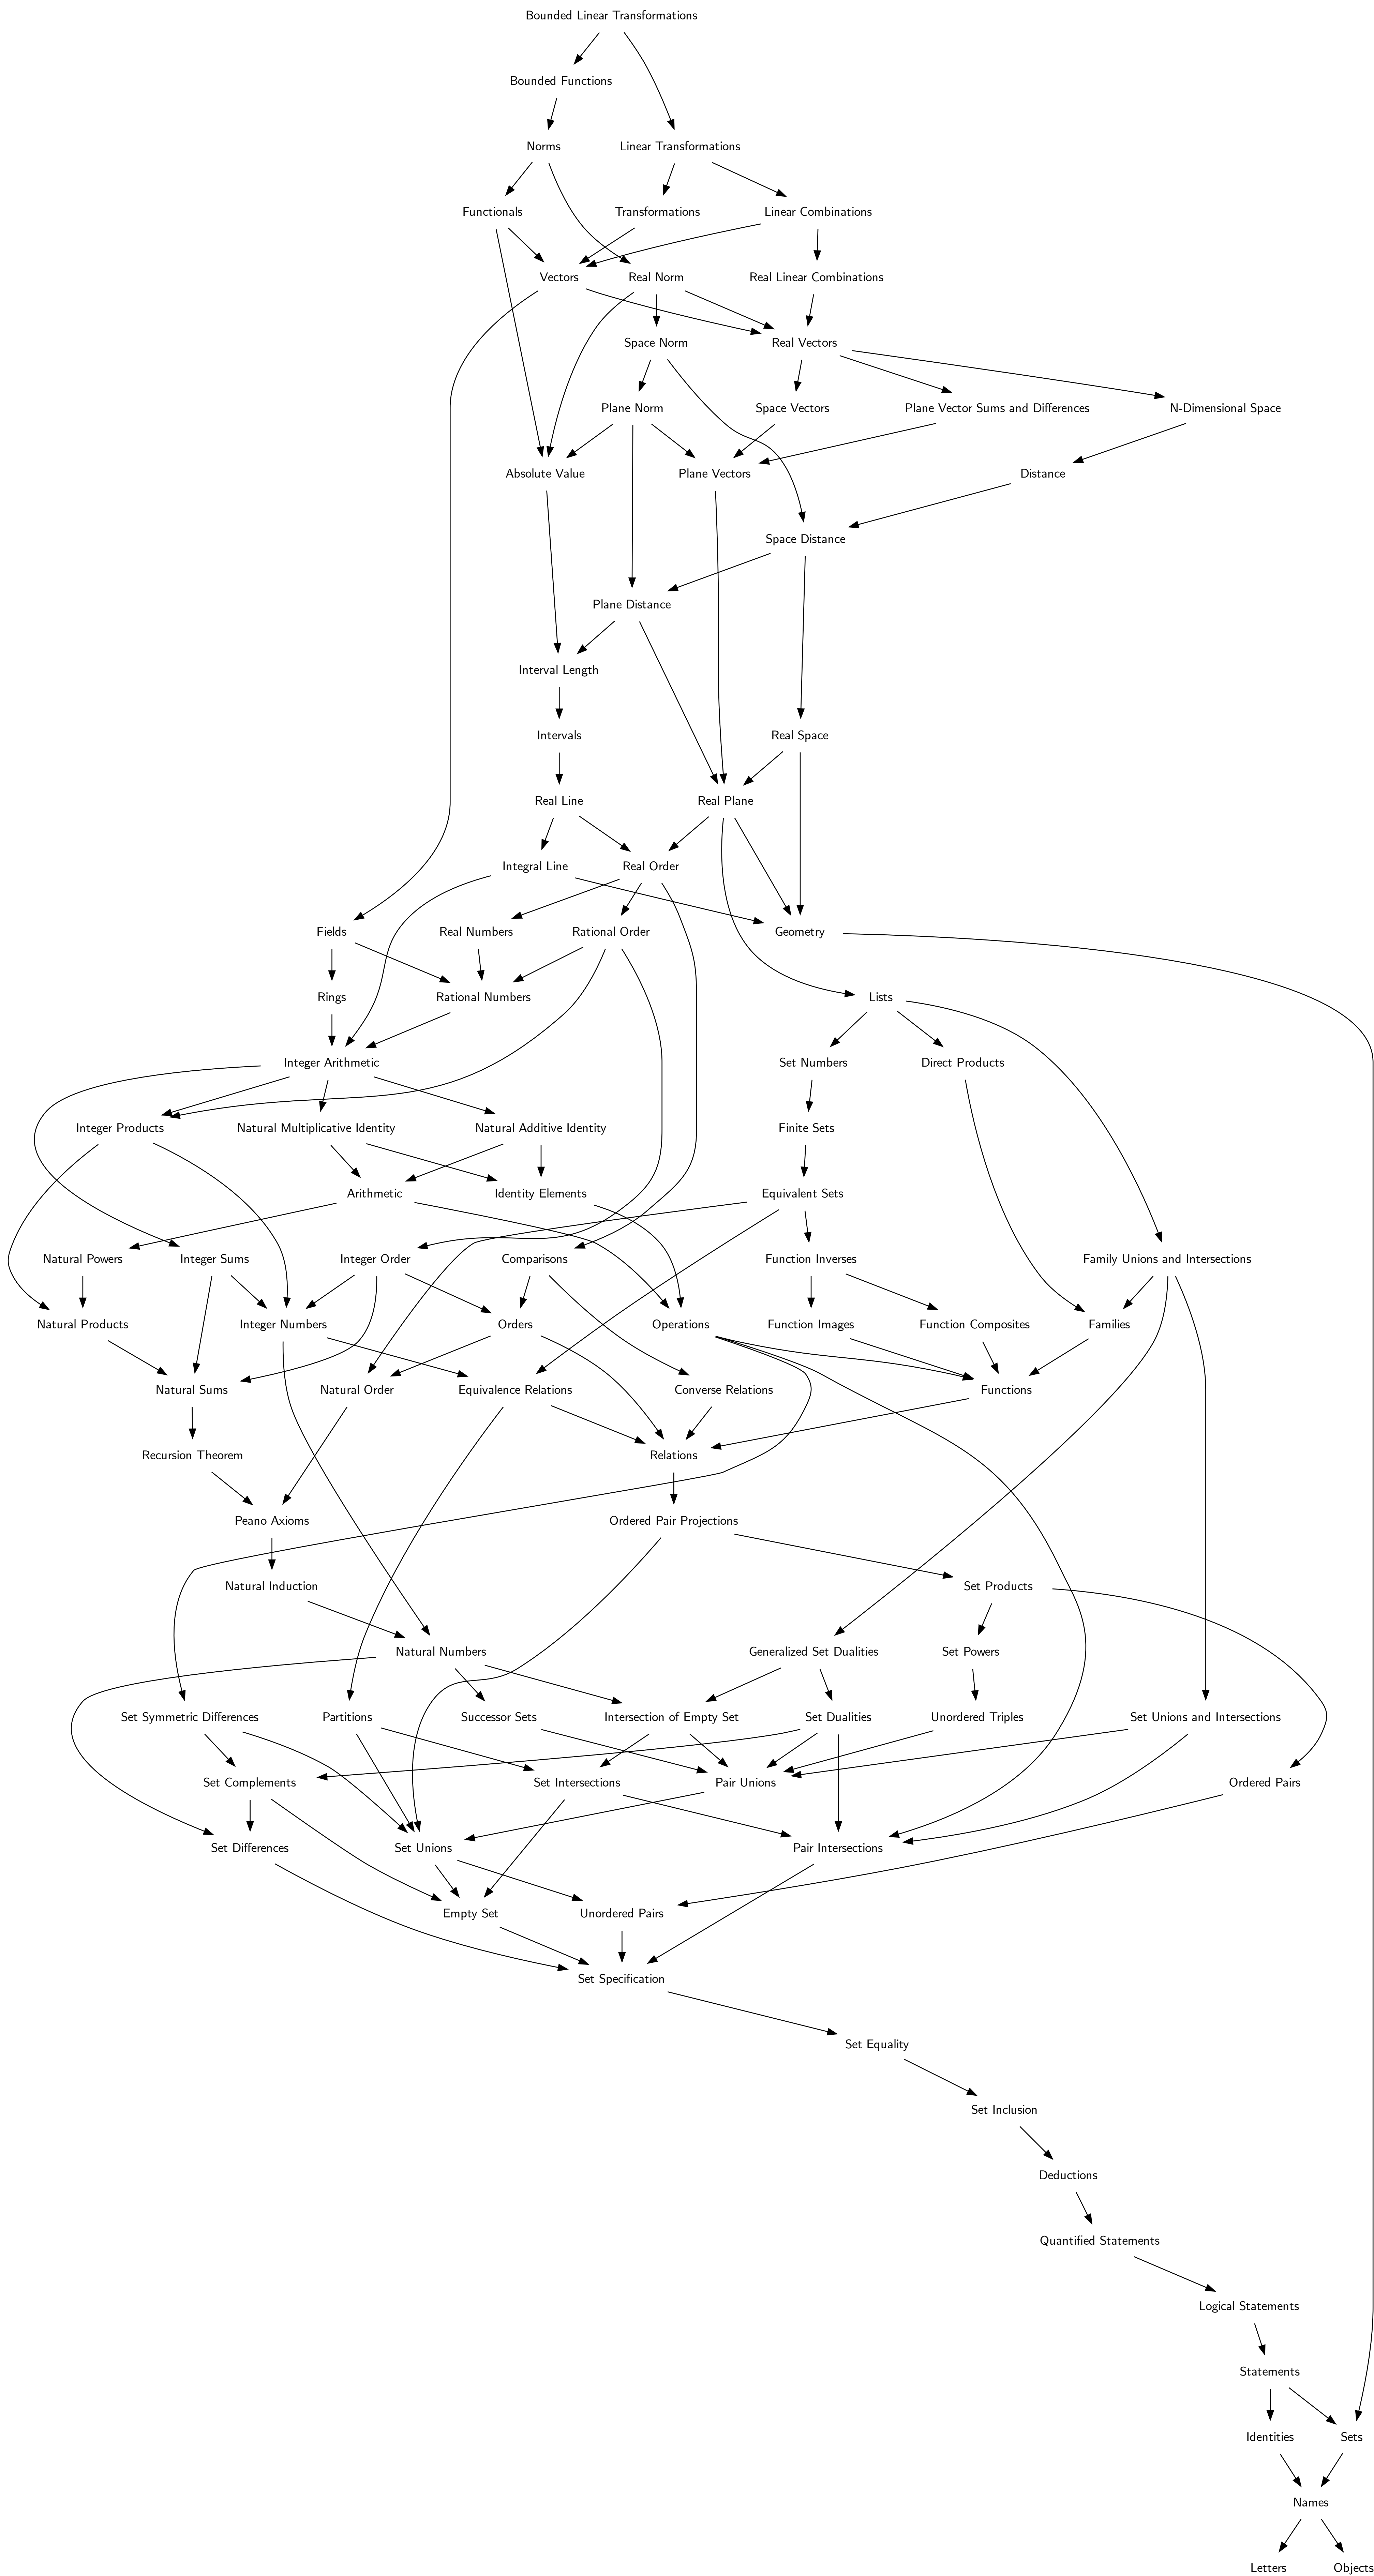 Bounded Linear Transformations
Bounded Functions
Norms
Linear Transformations
Functionals
Transformations
Linear Combinations
Vectors
Real Norm
Real Linear Combinations
Space Norm
Real Vectors
Plane Norm
Space Vectors
Plane Vector Sums and Differences
N-Dimensional Space
Absolute Value
Plane Vectors
Distance
Space Distance
Plane Distance
Interval Length
Intervals
Real Space
Real Line
Real Plane
Integral Line
Real Order
Fields
Real Numbers
Rational Order
Geometry
Rings
Rational Numbers
Lists
Integer Arithmetic
Set Numbers
Direct Products
Integer Products
Natural Multiplicative Identity
Natural Additive Identity
Finite Sets
Arithmetic
Identity Elements
Equivalent Sets
Natural Powers
Integer Sums
Integer Order
Comparisons
Function Inverses
Family Unions and Intersections
Natural Products
Integer Numbers
Orders
Operations
Function Images
Function Composites
Families
Natural Sums
Natural Order
Equivalence Relations
Converse Relations
Functions
Recursion Theorem
Relations
Peano Axioms
Ordered Pair Projections
Natural Induction
Set Products
Natural Numbers
Generalized Set Dualities
Set Powers
Set Symmetric Differences
Partitions
Successor Sets
Intersection of Empty Set
Set Dualities
Unordered Triples
Set Unions and Intersections
Set Complements
Set Intersections
Pair Unions
Ordered Pairs
Set Differences
Set Unions
Pair Intersections
Empty Set
Unordered Pairs
Set Specification
Set Equality
Set Inclusion
Deductions
Quantified Statements
Logical Statements
Statements
Identities
Sets
Names
Letters
Objects